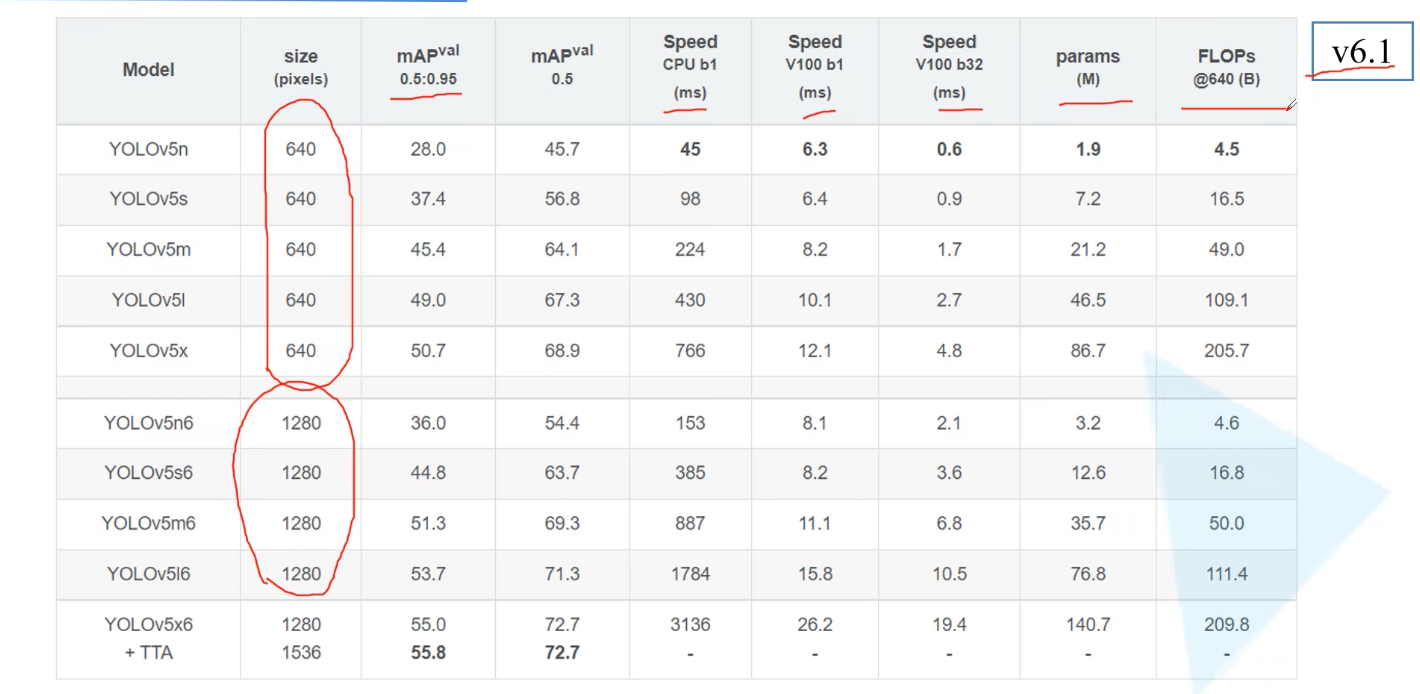 Model size (pixels) mAPval 0.5:0.95 mAPval 0.5 Speed CPU b1 (ms) Speed V100 b1 (ms) Speed V100 b32 (ms) params (M) FLOPs @640 (B)
v6.1
YOLOv5n 640 28.0 45.7 45 6.3 0.6 1.9 4.5
YOLOv5s 640 37.4 56.8 98 6.4 0.9 7.2 16.5
YOLOv5m 640 45.4 64.1 224 8.2 1.7 21.2 49.0
YOLOv5l 640 49.0 67.3 430 10.1 2.7 46.5 109.1
YOLOv5x 640 50.7 68.9 766 12.1 4.8 86.7 205.7
YOLOv5n6 1280 36.0 54.4 153 8.1 2.1 3.2 4.6
YOLOv5s6 1280 44.8 63.7 385 8.2 3.6 12.6 16.8
YOLOv5m6 1280 51.3 69.3 887 11.1 6.8 35.7 50.0
YOLOv5l6 1280 53.7 71.3 1784 15.8 10.5 76.8 111.4
YOLOv5x6 1280 55.0 72.7 3136 26.2 19.4 140.7 209.8
+ TTA 1536 55.8 72.7 - - - - -